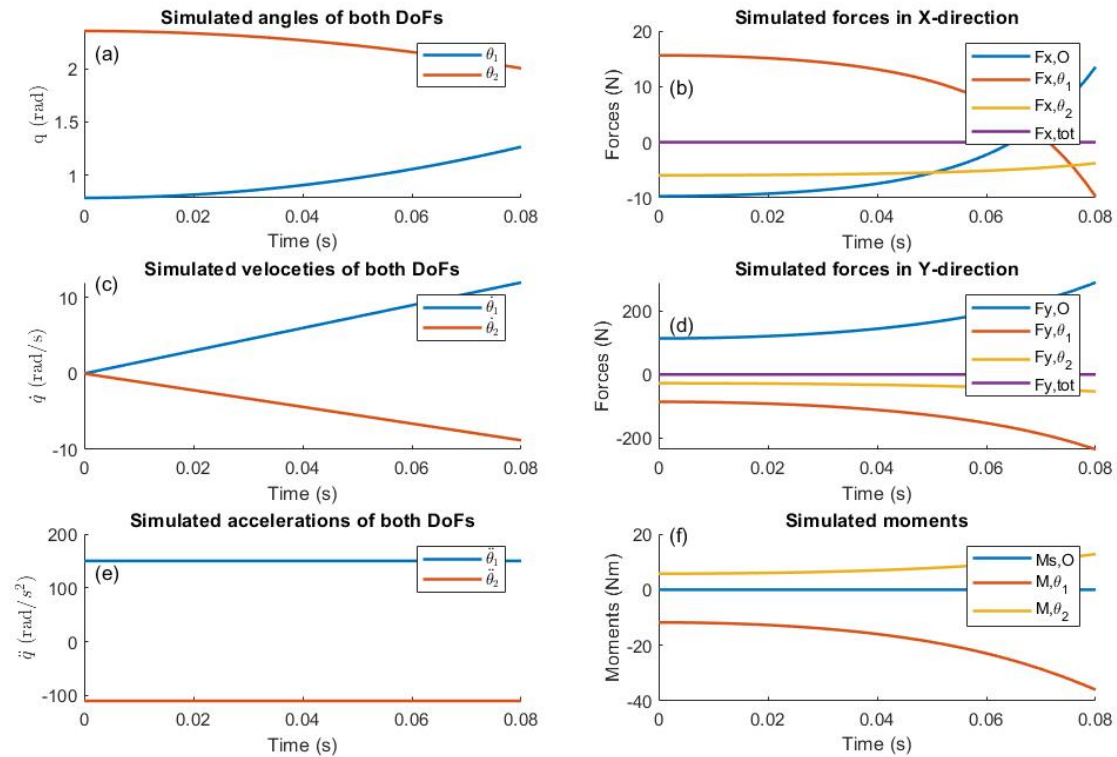 Simulated angles of both DoFs
(a)
θ₁
θ₂
2
1.5
1
q (rad)
0
0.02
0.04
0.06
0.08
Time (s)
Simulated forces in X-direction
(b)
Fx,O
Fx,θ₁
Fx,θ₂
Fx,tot
20
10
0
-10
Forces (N)
0
0.02
0.04
0.06
0.08
Time (s)
Simulated veloceties of both DoFs
(c)
θ̇₁
θ̇₂
10
0
-10
q̇ (rad/s)
0
0.02
0.04
0.06
0.08
Time (s)
Simulated forces in Y-direction
(d)
Fy,O
Fy,θ₁
Fy,θ₂
Fy,tot
200
0
-200
Forces (N)
0
0.02
0.04
0.06
0.08
Time (s)
Simulated accelerations of both DoFs
(e)
θ̈₁
θ̈₂
200
100
0
-100
q̈ (rad/s²)
0
0.02
0.04
0.06
0.08
Time (s)
Simulated moments
(f)
Ms,O
M,θ₁
M,θ₂
20
0
-20
-40
Moments (Nm)
0
0.02
0.04
0.06
0.08
Time (s)